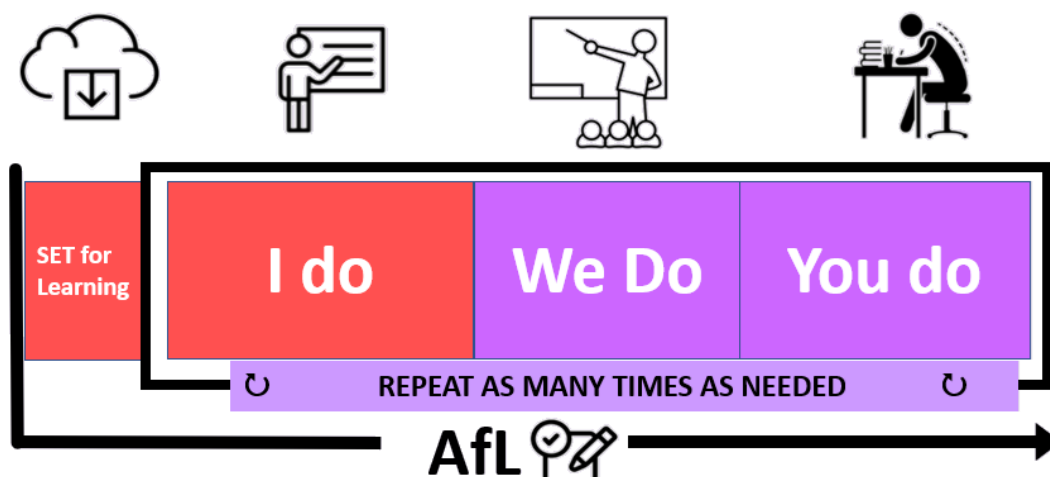 SET for
Learning
I do
We Do
You do
↻ REPEAT AS MANY TIMES AS NEEDED ↻
AfL